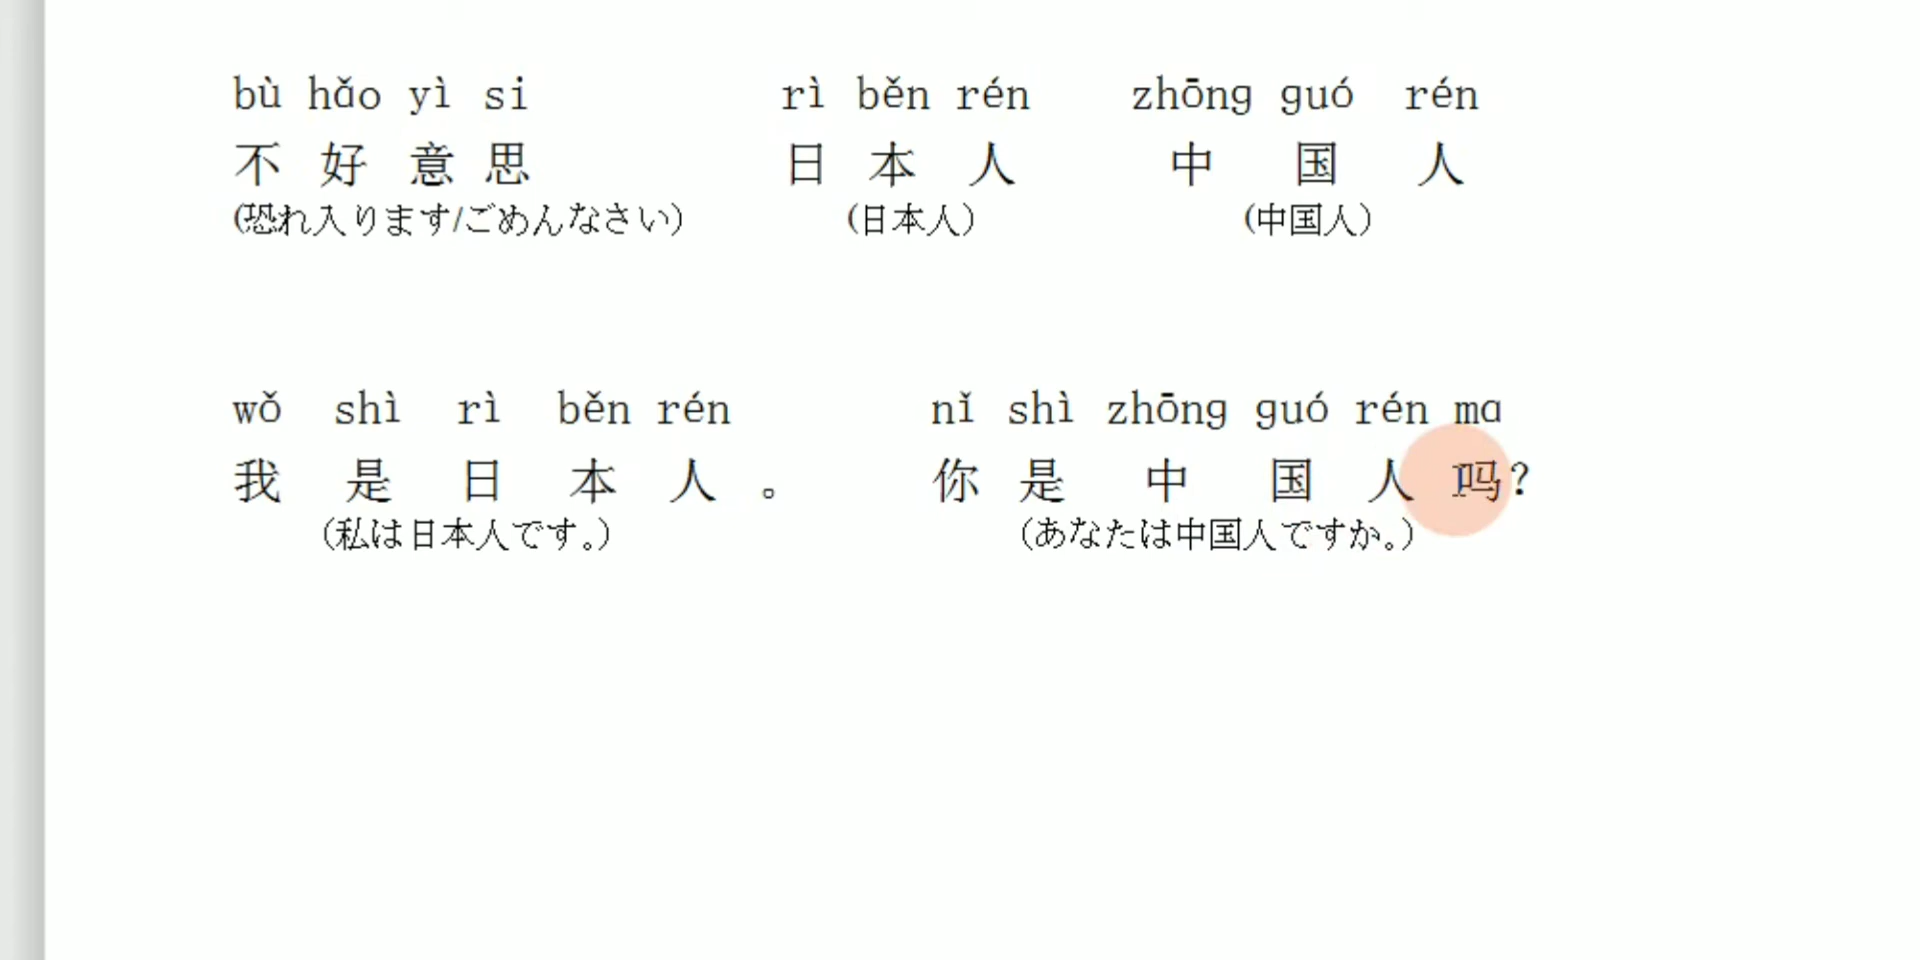 bù hǎo yì si rì běn rén zhōng guó rén
不 好 意 思 日 本 人 中 国 人
(恐れ入ります/ごめんなさい) (日本人) (中国人)
wǒ shì rì běn rén nǐ shì zhōng guó rén ma
我 是 日 本 人 。 你 是 中 国 人 吗?
(私は日本人です。) (あなたは中国人ですか。)